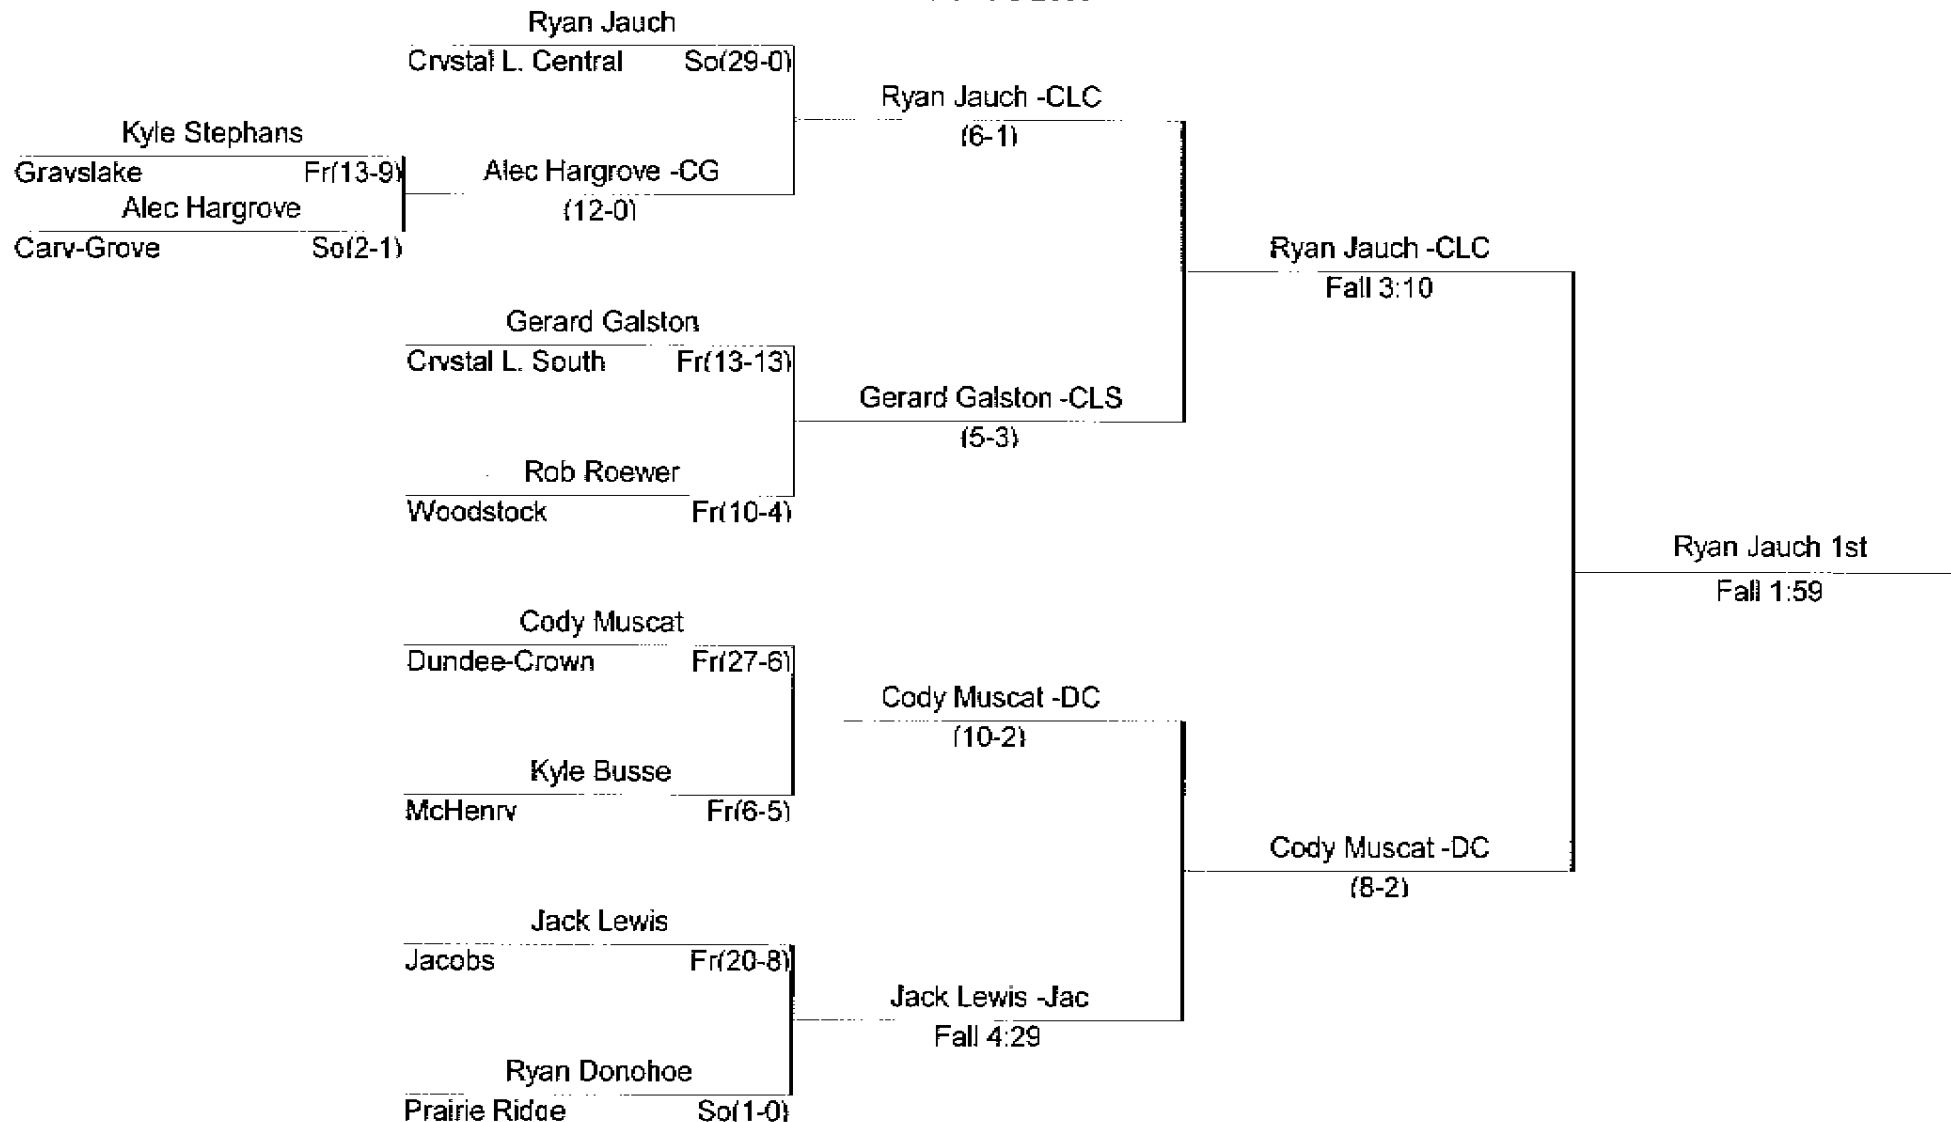 Ryan Jauch
Crystal L. Central So(29-0)
Kyle Stephans
Grayslake Fr(13-9)
Alec Hargrove
Cary-Grove So(2-1)
Alec Hargrove -CG
(12-0)
Ryan Jauch -CLC
(6-1)
Gerard Galston
Crystal L. South Fr(13-13)
Rob Roewer
Woodstock Fr(10-4)
Gerard Galston -CLS
(5-3)
Ryan Jauch -CLC
Fall 3:10
Cody Muscat
Dundee-Crown Fr(27-6)
Kyle Busse
McHenry Fr(6-5)
Cody Muscat -DC
(10-2)
Jack Lewis
Jacobs Fr(20-8)
Ryan Donohoe
Prairie Ridge So(1-0)
Jack Lewis -Jac
Fall 4:29
Cody Muscat -DC
(8-2)
Ryan Jauch 1st
Fall 1:59